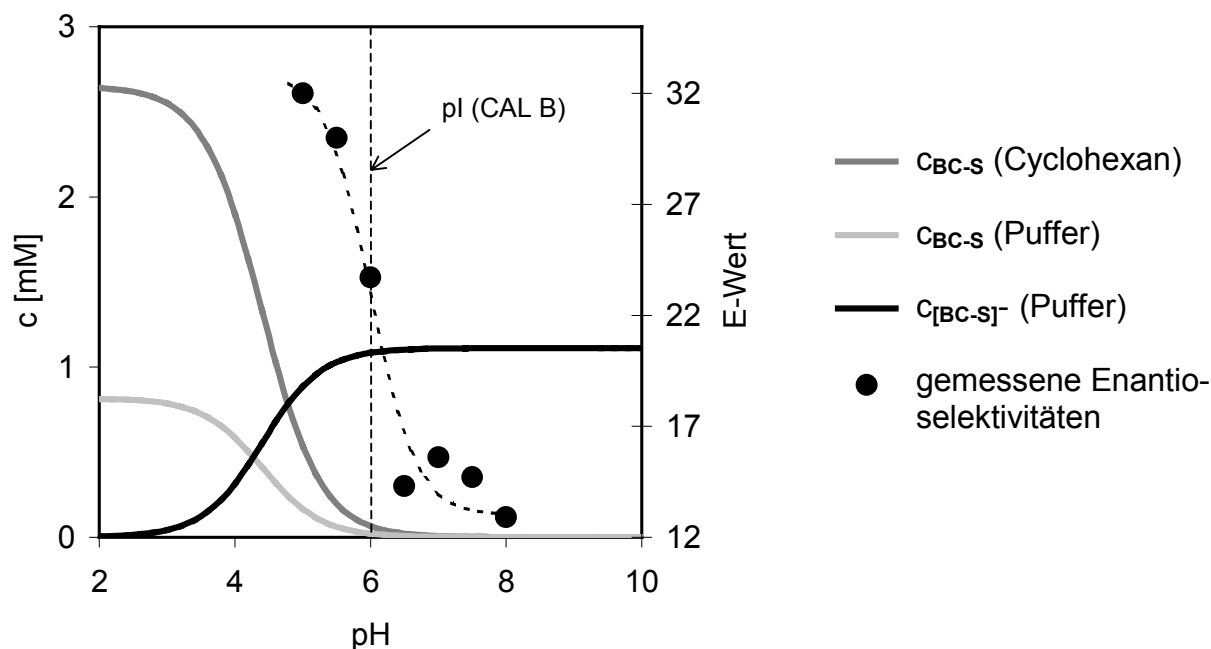 3
2
1
0
c [mM]
2
4
6
8
10
pH
pI (CAL B)
32
27
22
17
12
E-Wert
cBC-S (Cyclohexan)
cBC-S (Puffer)
c[BC-S]- (Puffer)
gemessene Enantio-
selektivitäten